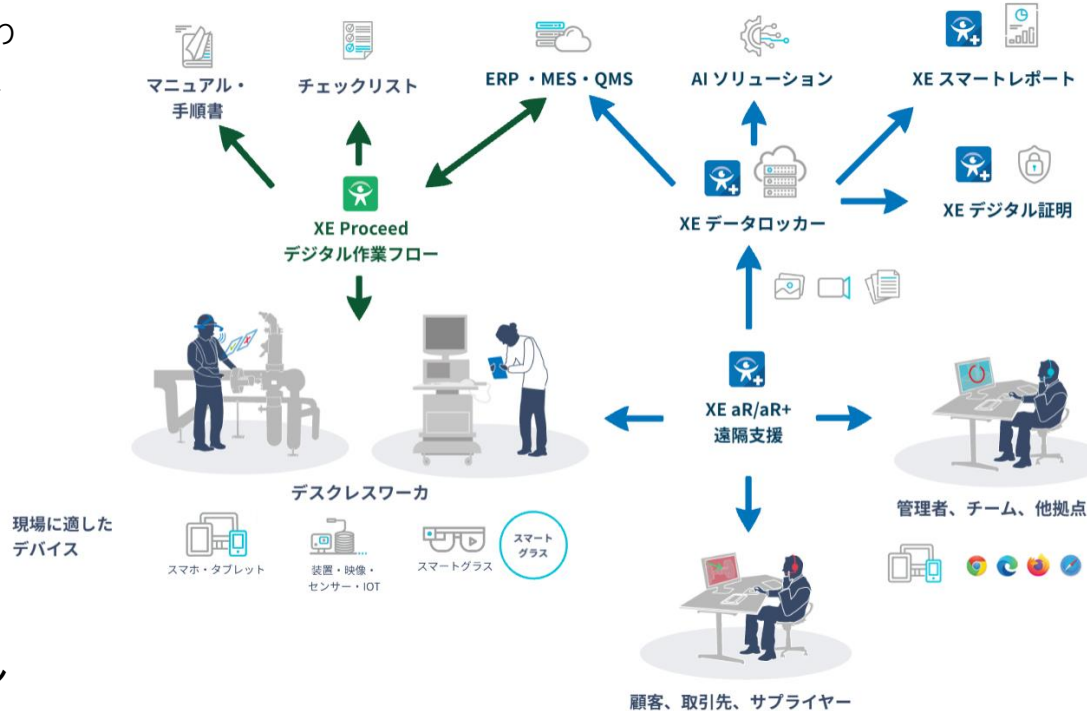 マニュアル・
手順書
チェックリスト
ERP ・MES・QMS
AI ソリューション
XE スマートレポート
XE Proceed
デジタル作業フロー
XE データロッカー
XE デジタル証明
XE aR/aR+
遠隔支援
デスクレスワーカ
管理者、チーム、他拠点
現場に適した
デバイス
スマホ・タブレット
装置・映像・
センサー・IOT
スマートグラス
スマート
グラス
顧客、取引先、サプライヤー